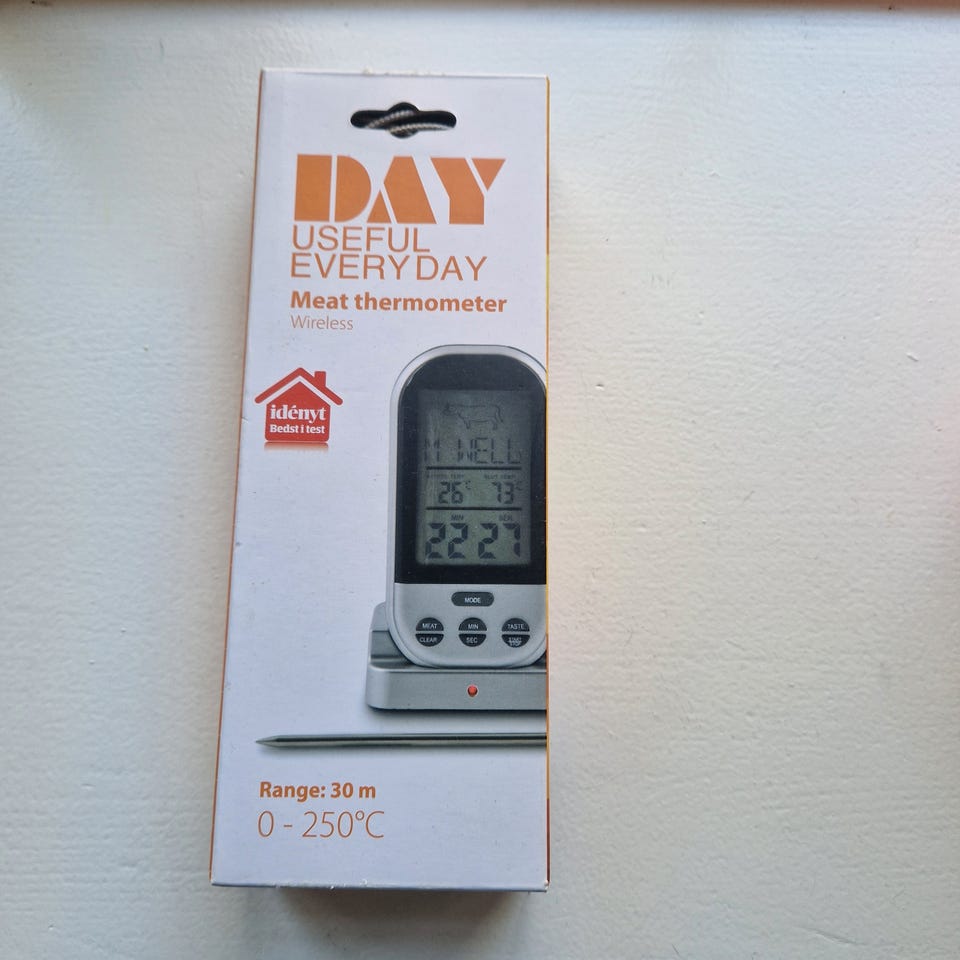 DAY
USEFUL
EVERYDAY
Meat thermometer
Wireless
idényt
Bedst i test
M WELL
26°C 73°C
MIN
22 27
MODE
MEAT MIN TASTE
CLEAR SEC
Range: 30 m
0 - 250°C